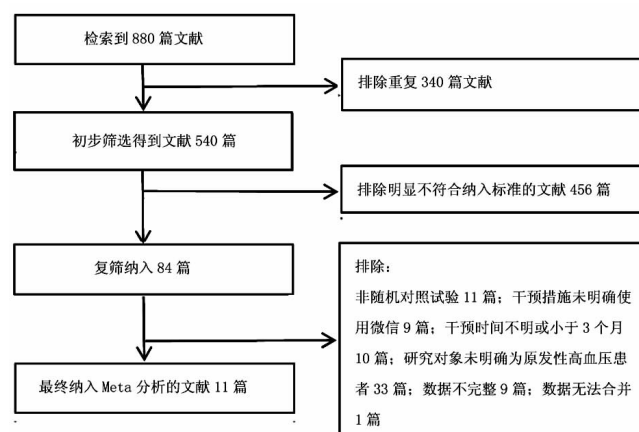 检索到 880 篇文献
排除重复 340 篇文献
初步筛选得到文献 540 篇
排除明显不符合纳入标准的文献 456 篇
复筛纳入 84 篇
排除：
非随机对照试验 11 篇；干预措施未明确使
用微信 9 篇；干预时间不明或小于 3 个月
10 篇；研究对象未明确为原发性高血压患
者 33 篇；数据不完整 9 篇；数据无法合并
1 篇
最终纳入 Meta 分析的文献 11 篇